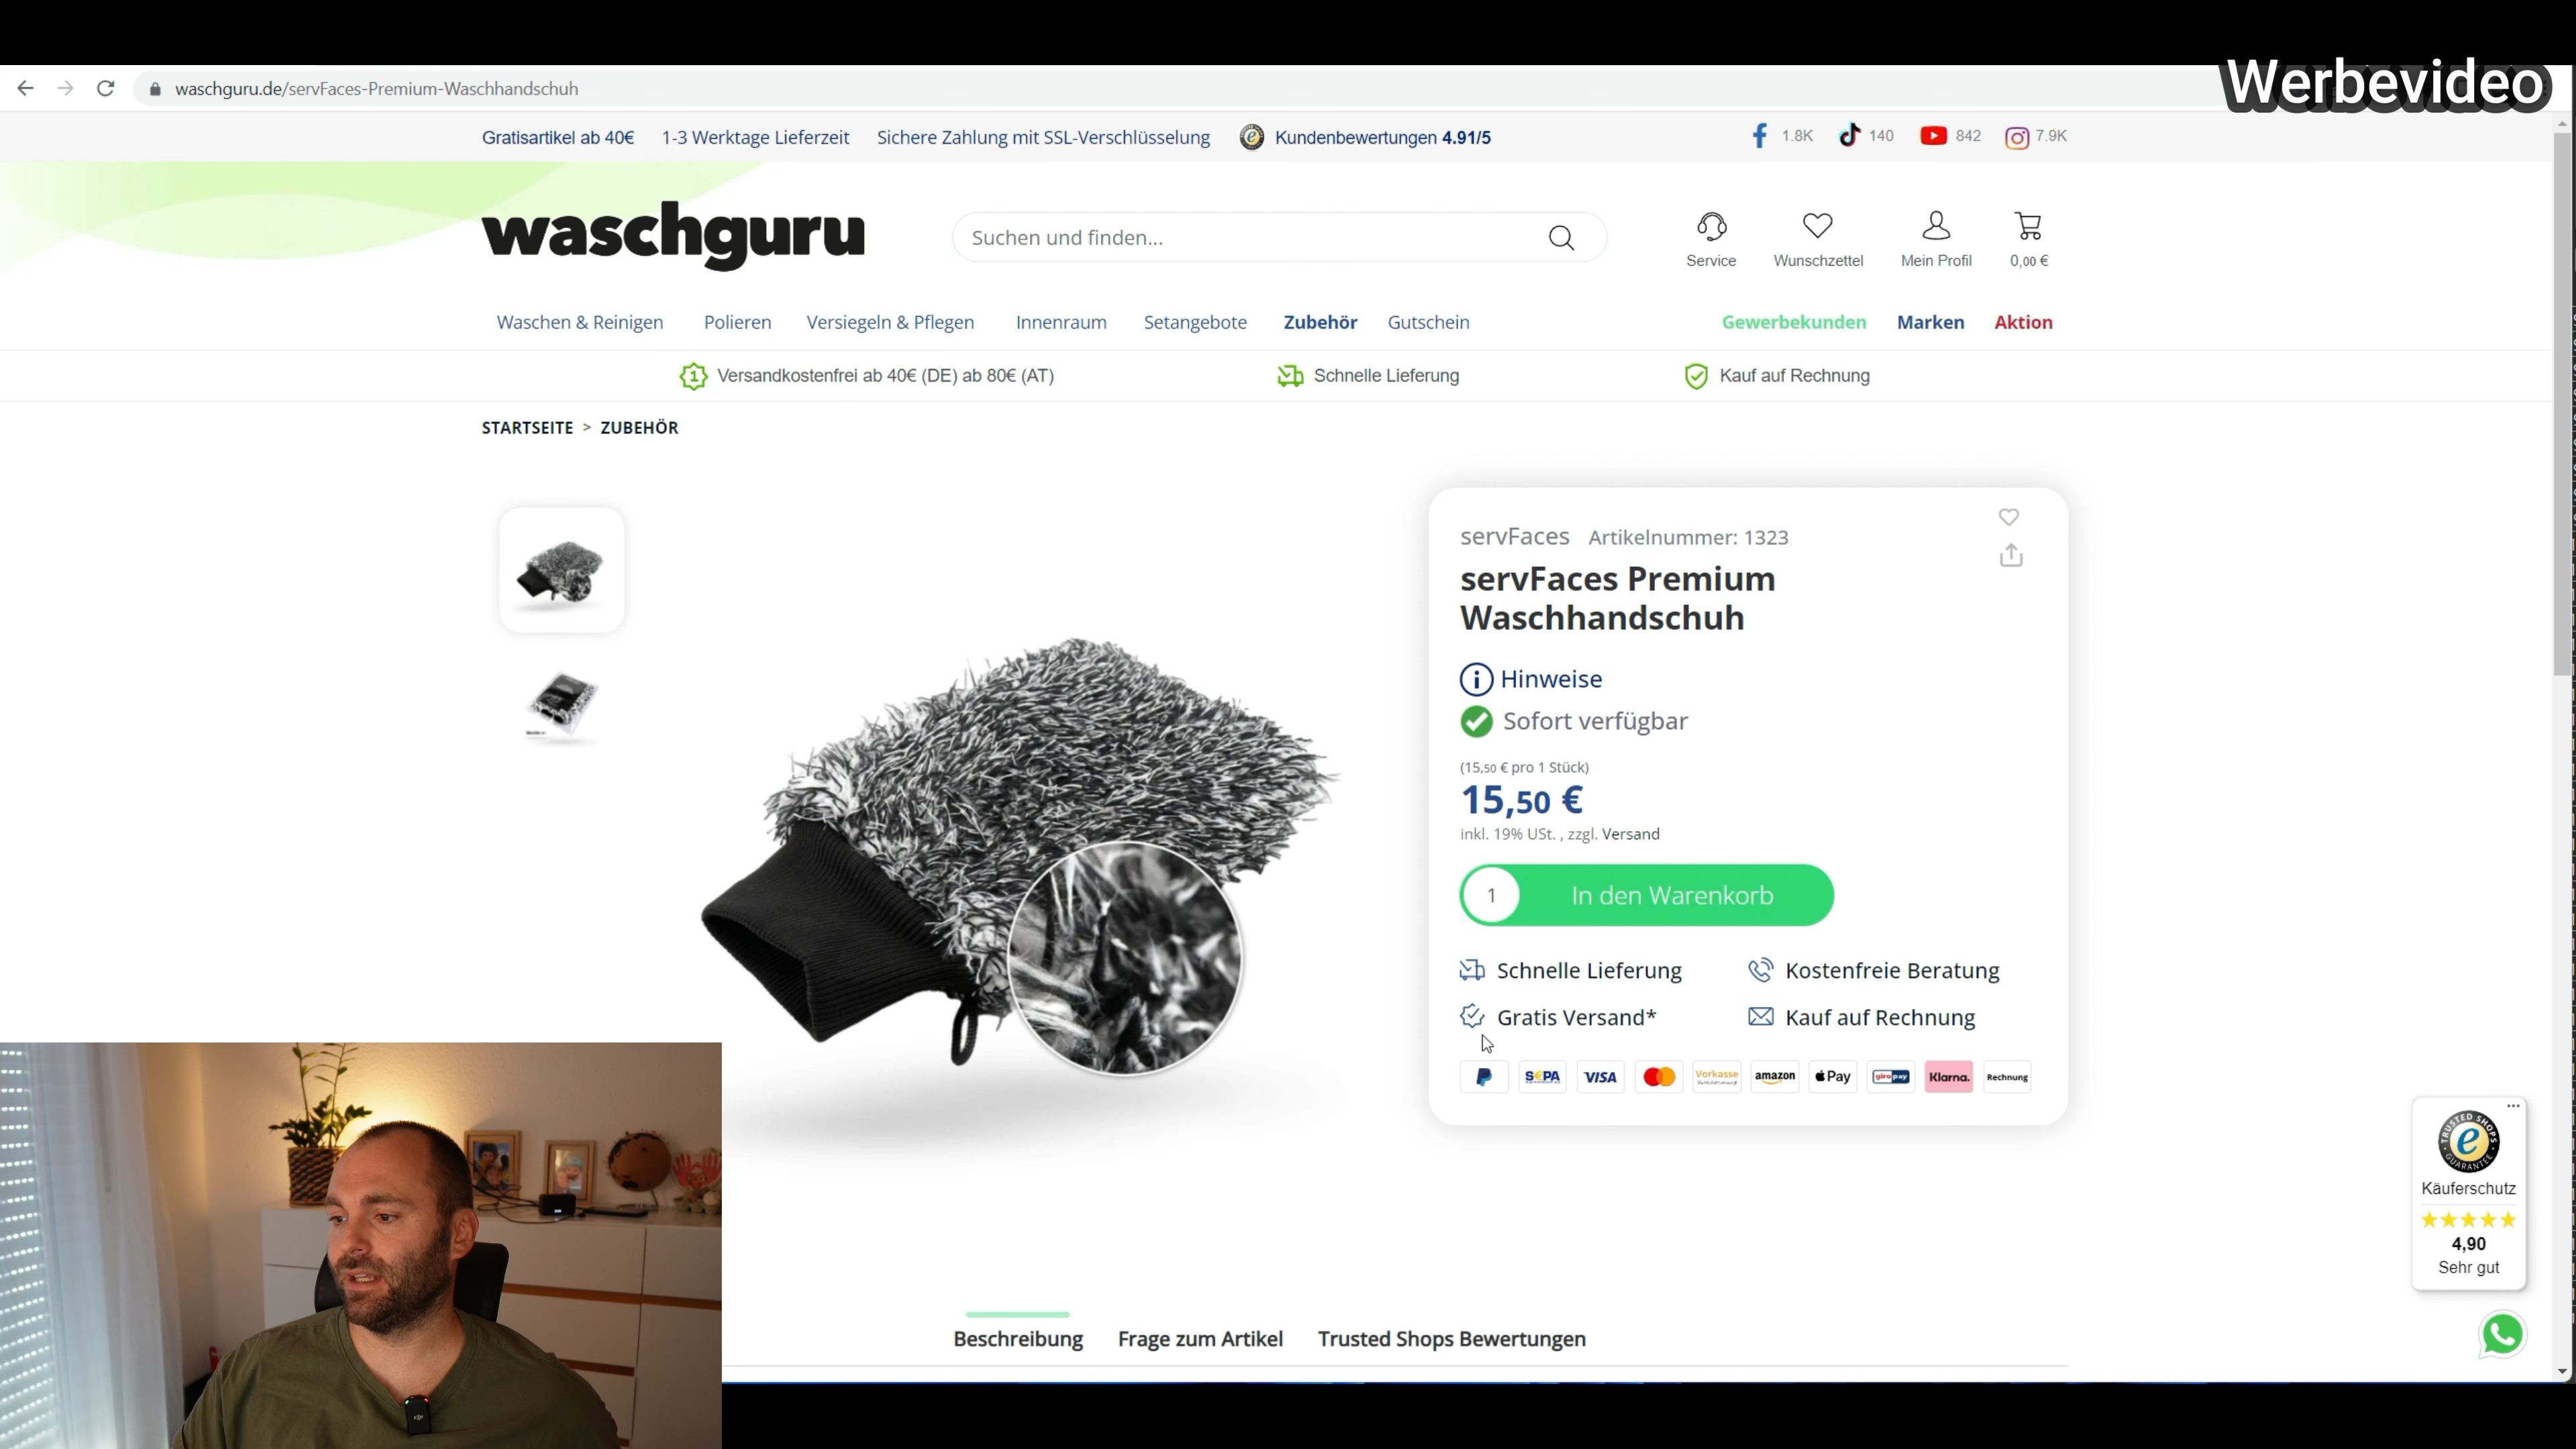 Werbevideo
waschguru.de/servFaces-Premium-Waschhandschuh
Gratisartikel ab 40€ 1-3 Werktage Lieferzeit Sichere Zahlung mit SSL-Verschlüsselung Kundenbewertungen 4.91/5 1.8K 140 842 7.9K
waschguru
Suchen und finden...
Service Wunschzettel Mein Profil 0,00 €
Waschen & Reinigen Polieren Versiegeln & Pflegen Innenraum Setangebote Zubehör Gutschein Gewerbekunden Marken Aktion
Versandkostenfrei ab 40€ (DE) ab 80€ (AT) Schnelle Lieferung Kauf auf Rechnung
STARTSEITE > ZUBEHÖR
servFaces Artikelnummer: 1323
servFaces Premium
Waschhandschuh
Hinweise
Sofort verfügbar
(15,50 € pro 1 Stück)
15,50 €
inkl. 19% USt. , zzgl. Versand
1 In den Warenkorb
Schnelle Lieferung Kostenfreie Beratung
Gratis Versand* Kauf auf Rechnung
SEPA VISA Vorkasse amazon Pay giropay Klarna. Rechnung
TRUSTED SHOPS GUARANTEE
Käuferschutz
4,90
Sehr gut
Beschreibung Frage zum Artikel Trusted Shops Bewertungen